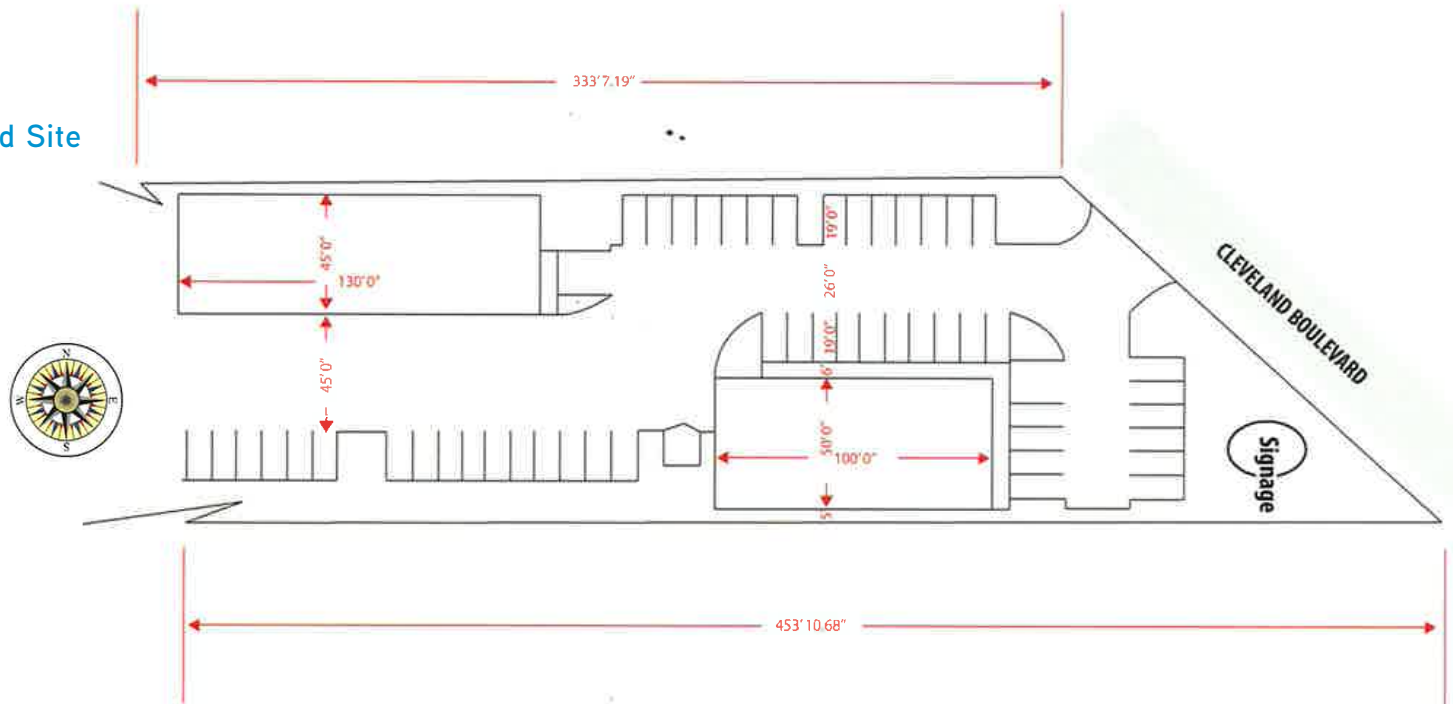 333'7.19"
d Site
19'0"
45'0"
130'0"
26'0"
CLEVELAND BOULEVARD
N
W
E
S
19'0"
45'0"
6'
50'0"
100'0"
Signage
5'
453'10.68"